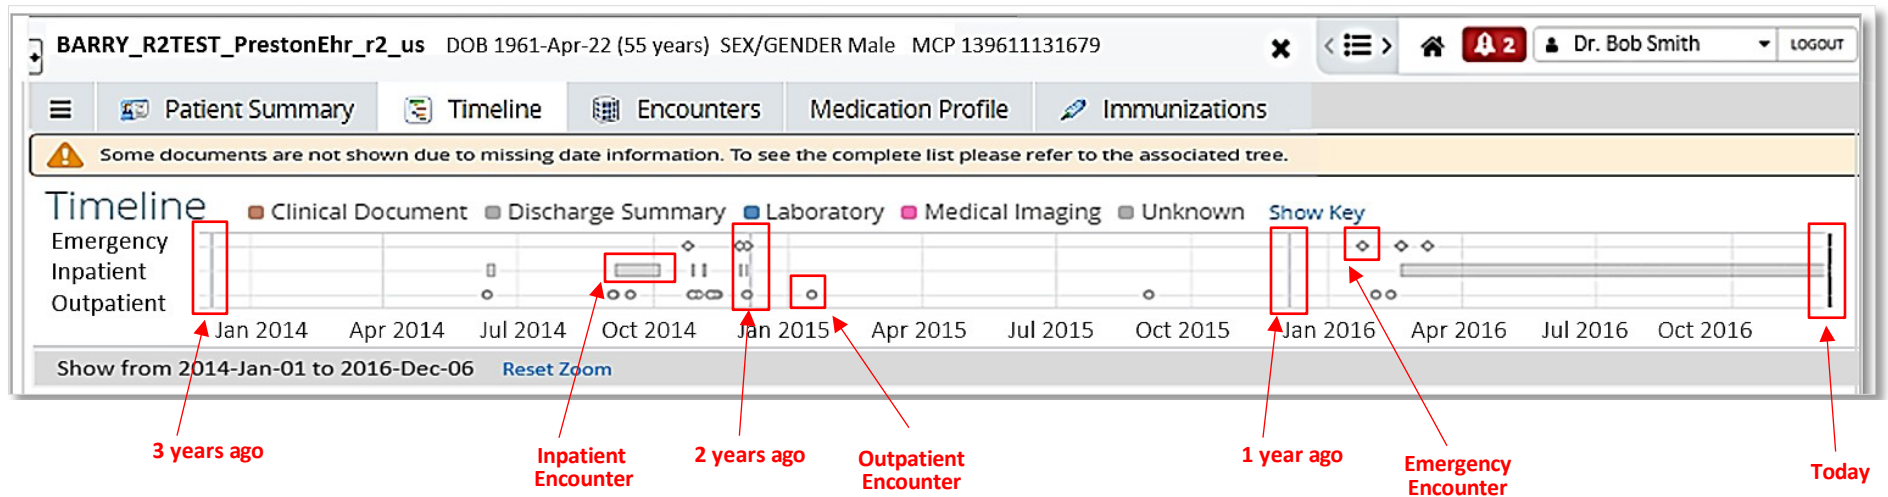 BARRY_R2TEST_PrestonEhr_r2_us DOB 1961-Apr-22 (55 years) SEX/GENDER Male MCP 139611131679
2
Dr. Bob Smith
LOGOUT
Patient Summary
Timeline
Encounters
Medication Profile
Immunizations
Some documents are not shown due to missing date information. To see the complete list please refer to the associated tree.
Timeline
Clinical Document Discharge Summary Laboratory Medical Imaging Unknown Show Key
Emergency
Inpatient
Outpatient
Jan 2014 Apr 2014 Jul 2014 Oct 2014 Jan 2015 Apr 2015 Jul 2015 Oct 2015 Jan 2016 Apr 2016 Jul 2016 Oct 2016
Show from 2014-Jan-01 to 2016-Dec-06 Reset Zoom
3 years ago
Inpatient
Encounter
2 years ago
Outpatient
Encounter
1 year ago
Emergency
Encounter
Today